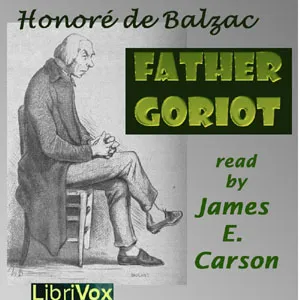 Honoré de Balzac
FATHER
GORIOT
read
by
James
E.
Carson
LibriVox